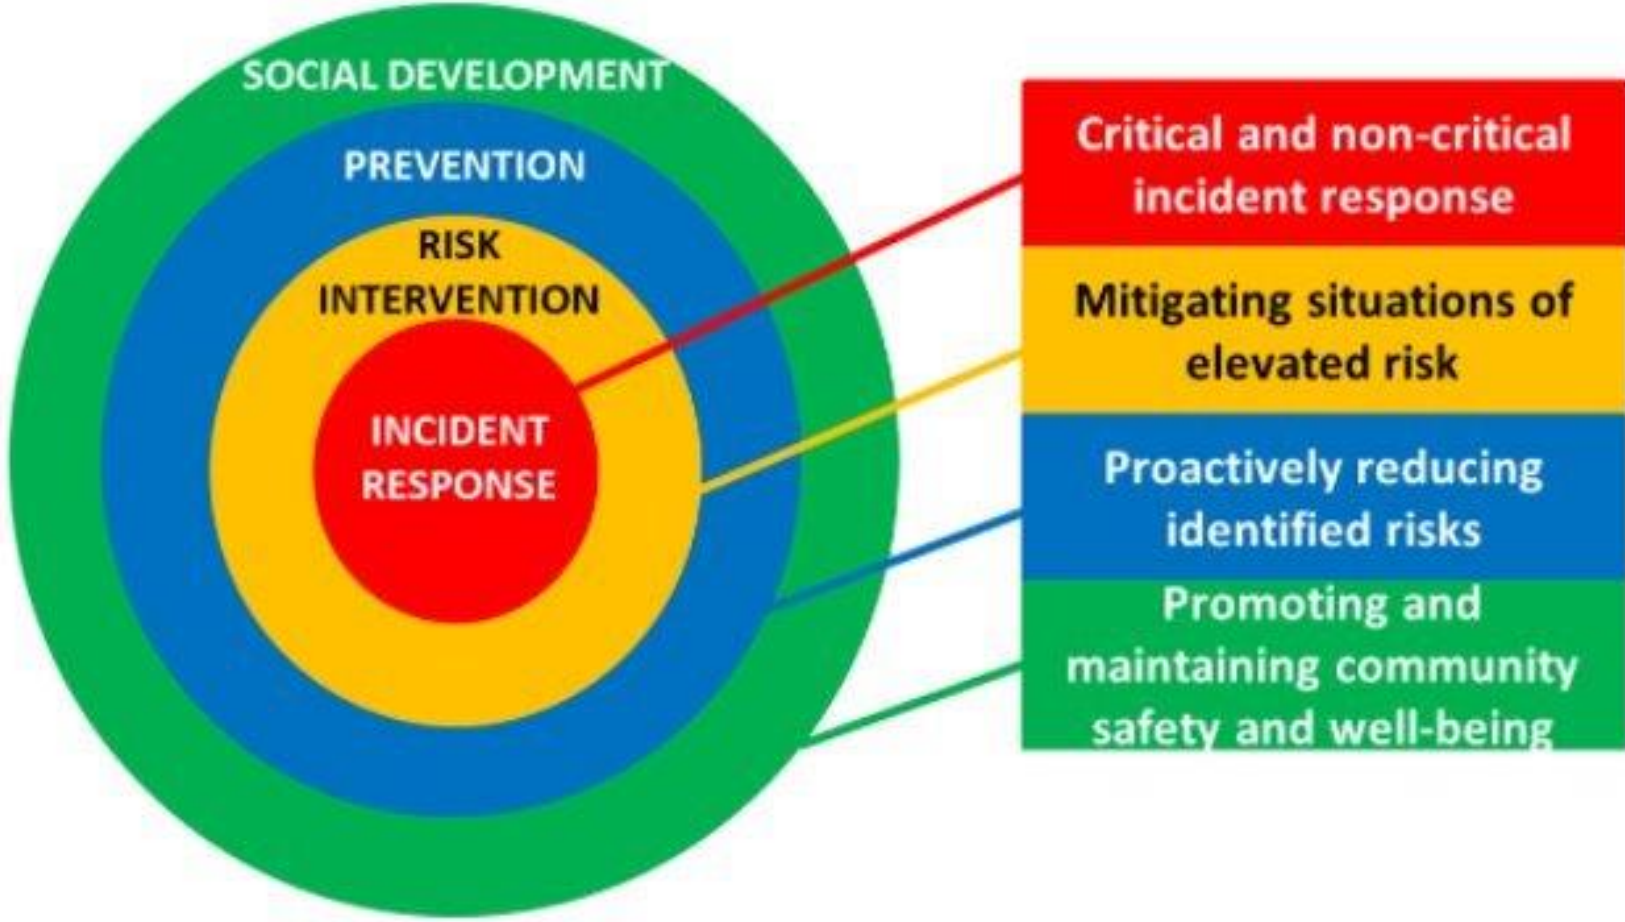 SOCIAL DEVELOPMENT
PREVENTION
RISK
INTERVENTION
INCIDENT
RESPONSE
Critical and non-critical
incident response
Mitigating situations of
elevated risk
Proactively reducing
identified risks
Promoting and
maintaining community
safety and well-being